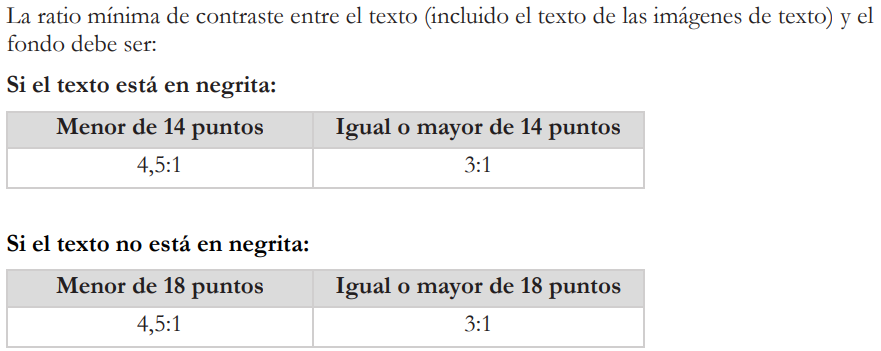 La ratio mínima de contraste entre el texto (incluido el texto de las imágenes de texto) y el
fondo debe ser:
Si el texto está en negrita:
Menor de 14 puntos Igual o mayor de 14 puntos
4,5:1 3:1
Si el texto no está en negrita:
Menor de 18 puntos Igual o mayor de 18 puntos
4,5:1 3:1